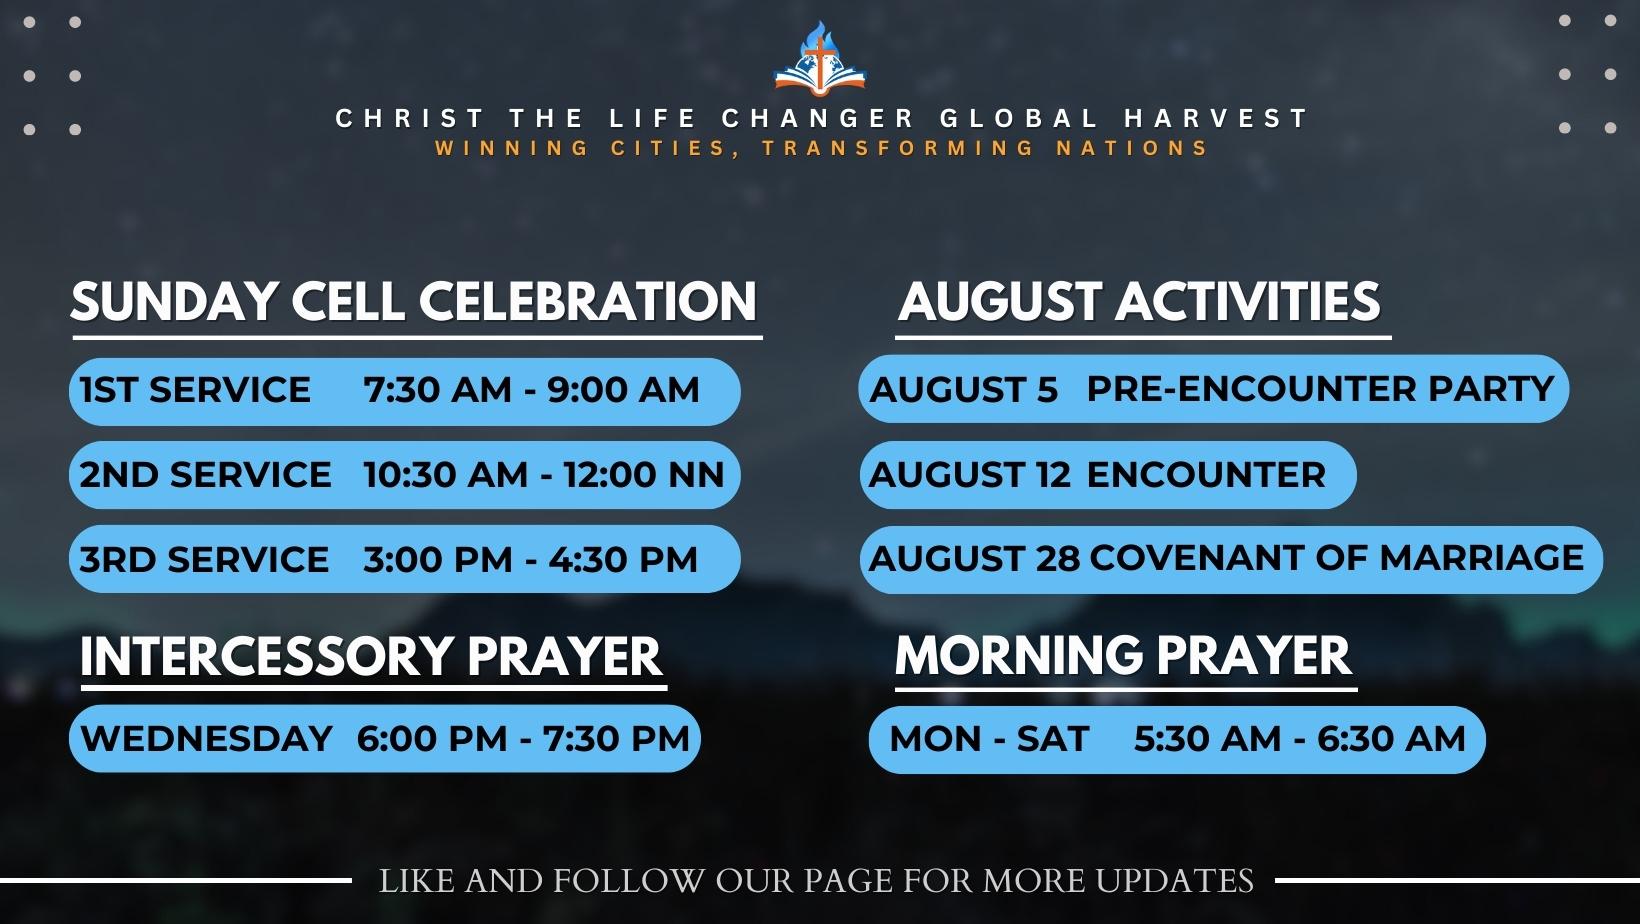 CHRIST THE LIFE CHANGER GLOBAL HARVEST
WINNING CITIES, TRANSFORMING NATIONS
SUNDAY CELL CELEBRATION
1ST SERVICE 7:30 AM - 9:00 AM
2ND SERVICE 10:30 AM - 12:00 NN
3RD SERVICE 3:00 PM - 4:30 PM
INTERCESSORY PRAYER
WEDNESDAY 6:00 PM - 7:30 PM
AUGUST ACTIVITIES
AUGUST 5 PRE-ENCOUNTER PARTY
AUGUST 12 ENCOUNTER
AUGUST 28 COVENANT OF MARRIAGE
MORNING PRAYER
MON - SAT 5:30 AM - 6:30 AM
LIKE AND FOLLOW OUR PAGE FOR MORE UPDATES